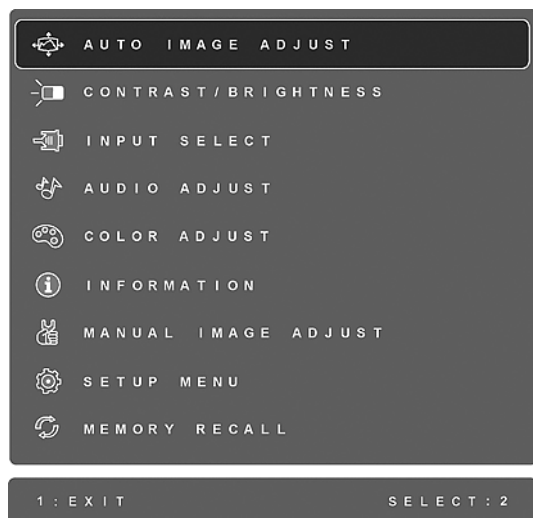 AUTO IMAGE ADJUST
CONTRAST/BRIGHTNESS
INPUT SELECT
AUDIO ADJUST
COLOR ADJUST
INFORMATION
MANUAL IMAGE ADJUST
SETUP MENU
MEMORY RECALL
1:EXIT SELECT:2